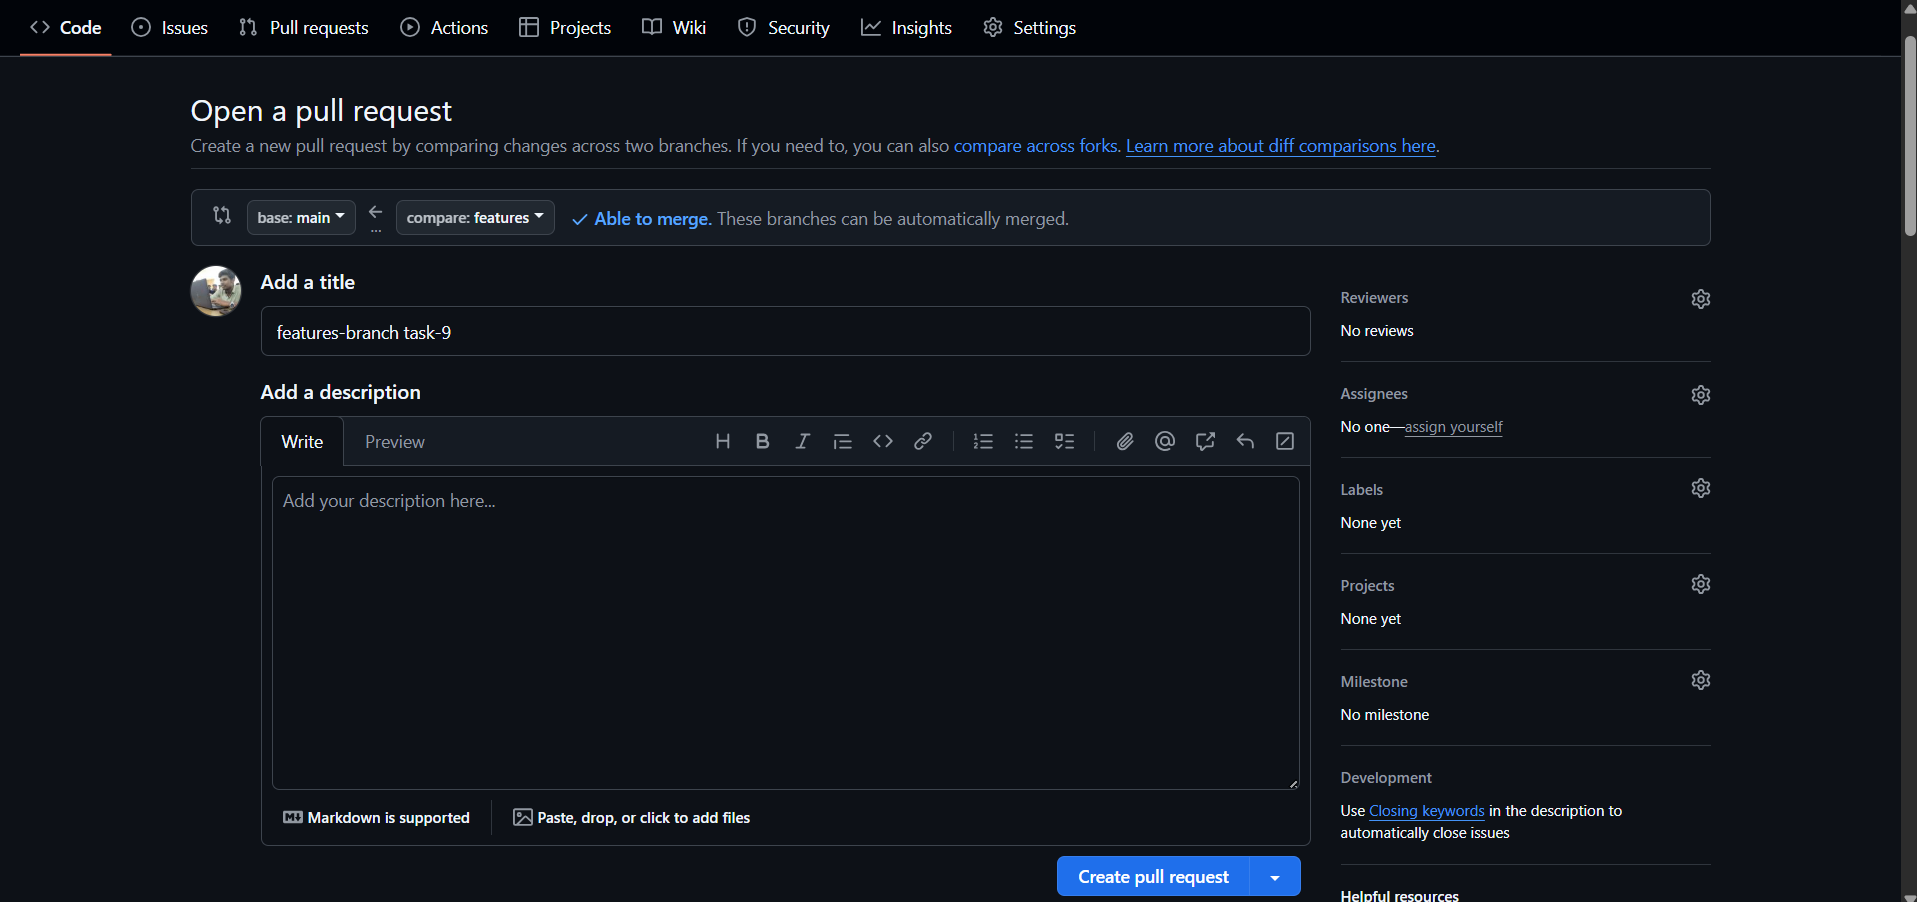 Code Issues Pull requests Actions Projects Wiki Security Insights Settings
Open a pull request
Create a new pull request by comparing changes across two branches. If you need to, you can also compare across forks. Learn more about diff comparisons here.
base: main ... compare: features Able to merge. These branches can be automatically merged.
Add a title
features-branch task-9
Add a description
Write Preview
Add your description here...
Markdown is supported Paste, drop, or click to add files
Create pull request
Reviewers
No reviews
Assignees
No one—assign yourself
Labels
None yet
Projects
None yet
Milestone
No milestone
Development
Use Closing keywords in the description to
automatically close issues
Helpful resources